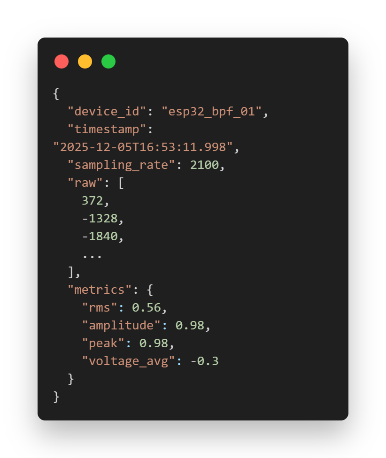 {
  "device_id": "esp32_bpf_01",
  "timestamp":
"2025-12-05T16:53:11.998",
  "sampling_rate": 2100,
  "raw": [
    372,
    -1328,
    -1840,
    ...
  ],
  "metrics": {
    "rms": 0.56,
    "amplitude": 0.98,
    "peak": 0.98,
    "voltage_avg": -0.3
  }
}